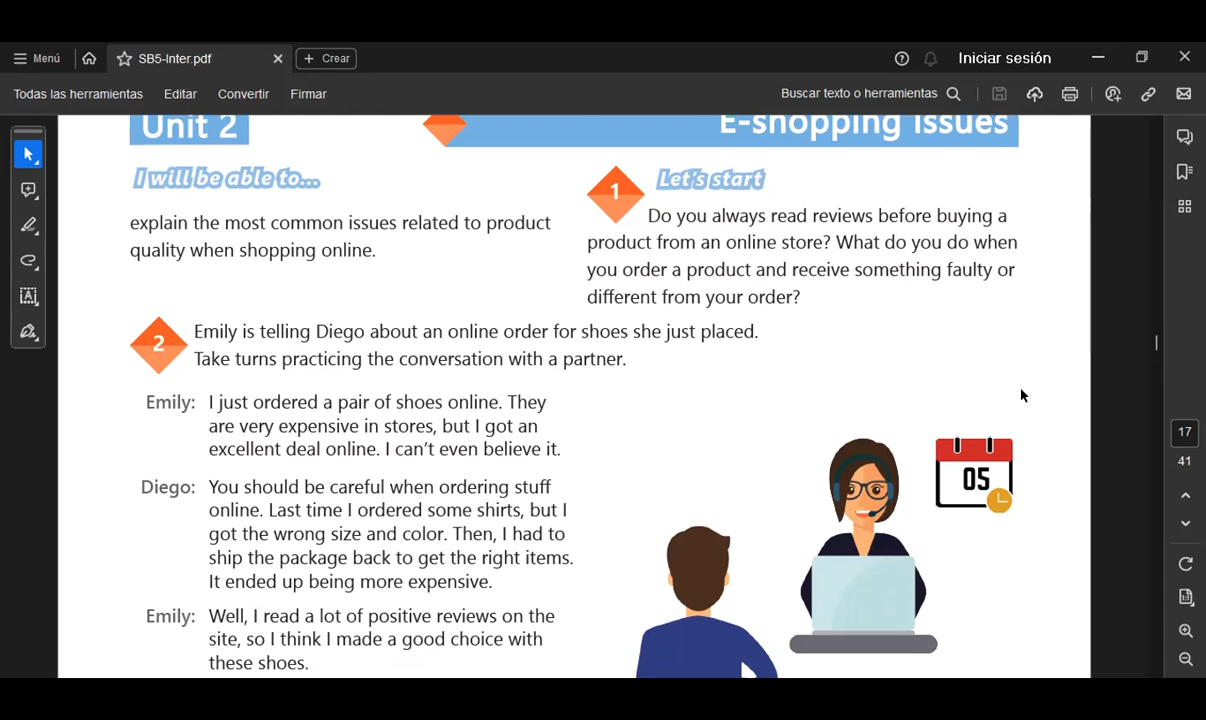 Menú
SB5-Inter.pdf
Crear
Iniciar sesión
Todas las herramientas
Editar
Convertir
Firmar
Buscar texto o herramientas
Unit 2
E-shopping Issues
I will be able to...
explain the most common issues related to product
quality when shopping online.
1
Let's start
Do you always read reviews before buying a
product from an online store? What do you do when
you order a product and receive something faulty or
different from your order?
2
Emily is telling Diego about an online order for shoes she just placed.
Take turns practicing the conversation with a partner.
Emily: I just ordered a pair of shoes online. They
are very expensive in stores, but I got an
excellent deal online. I can't even believe it.
Diego: You should be careful when ordering stuff
online. Last time I ordered some shirts, but I
got the wrong size and color. Then, I had to
ship the package back to get the right items.
It ended up being more expensive.
Emily: Well, I read a lot of positive reviews on the
site, so I think I made a good choice with
these shoes.
05
17
41